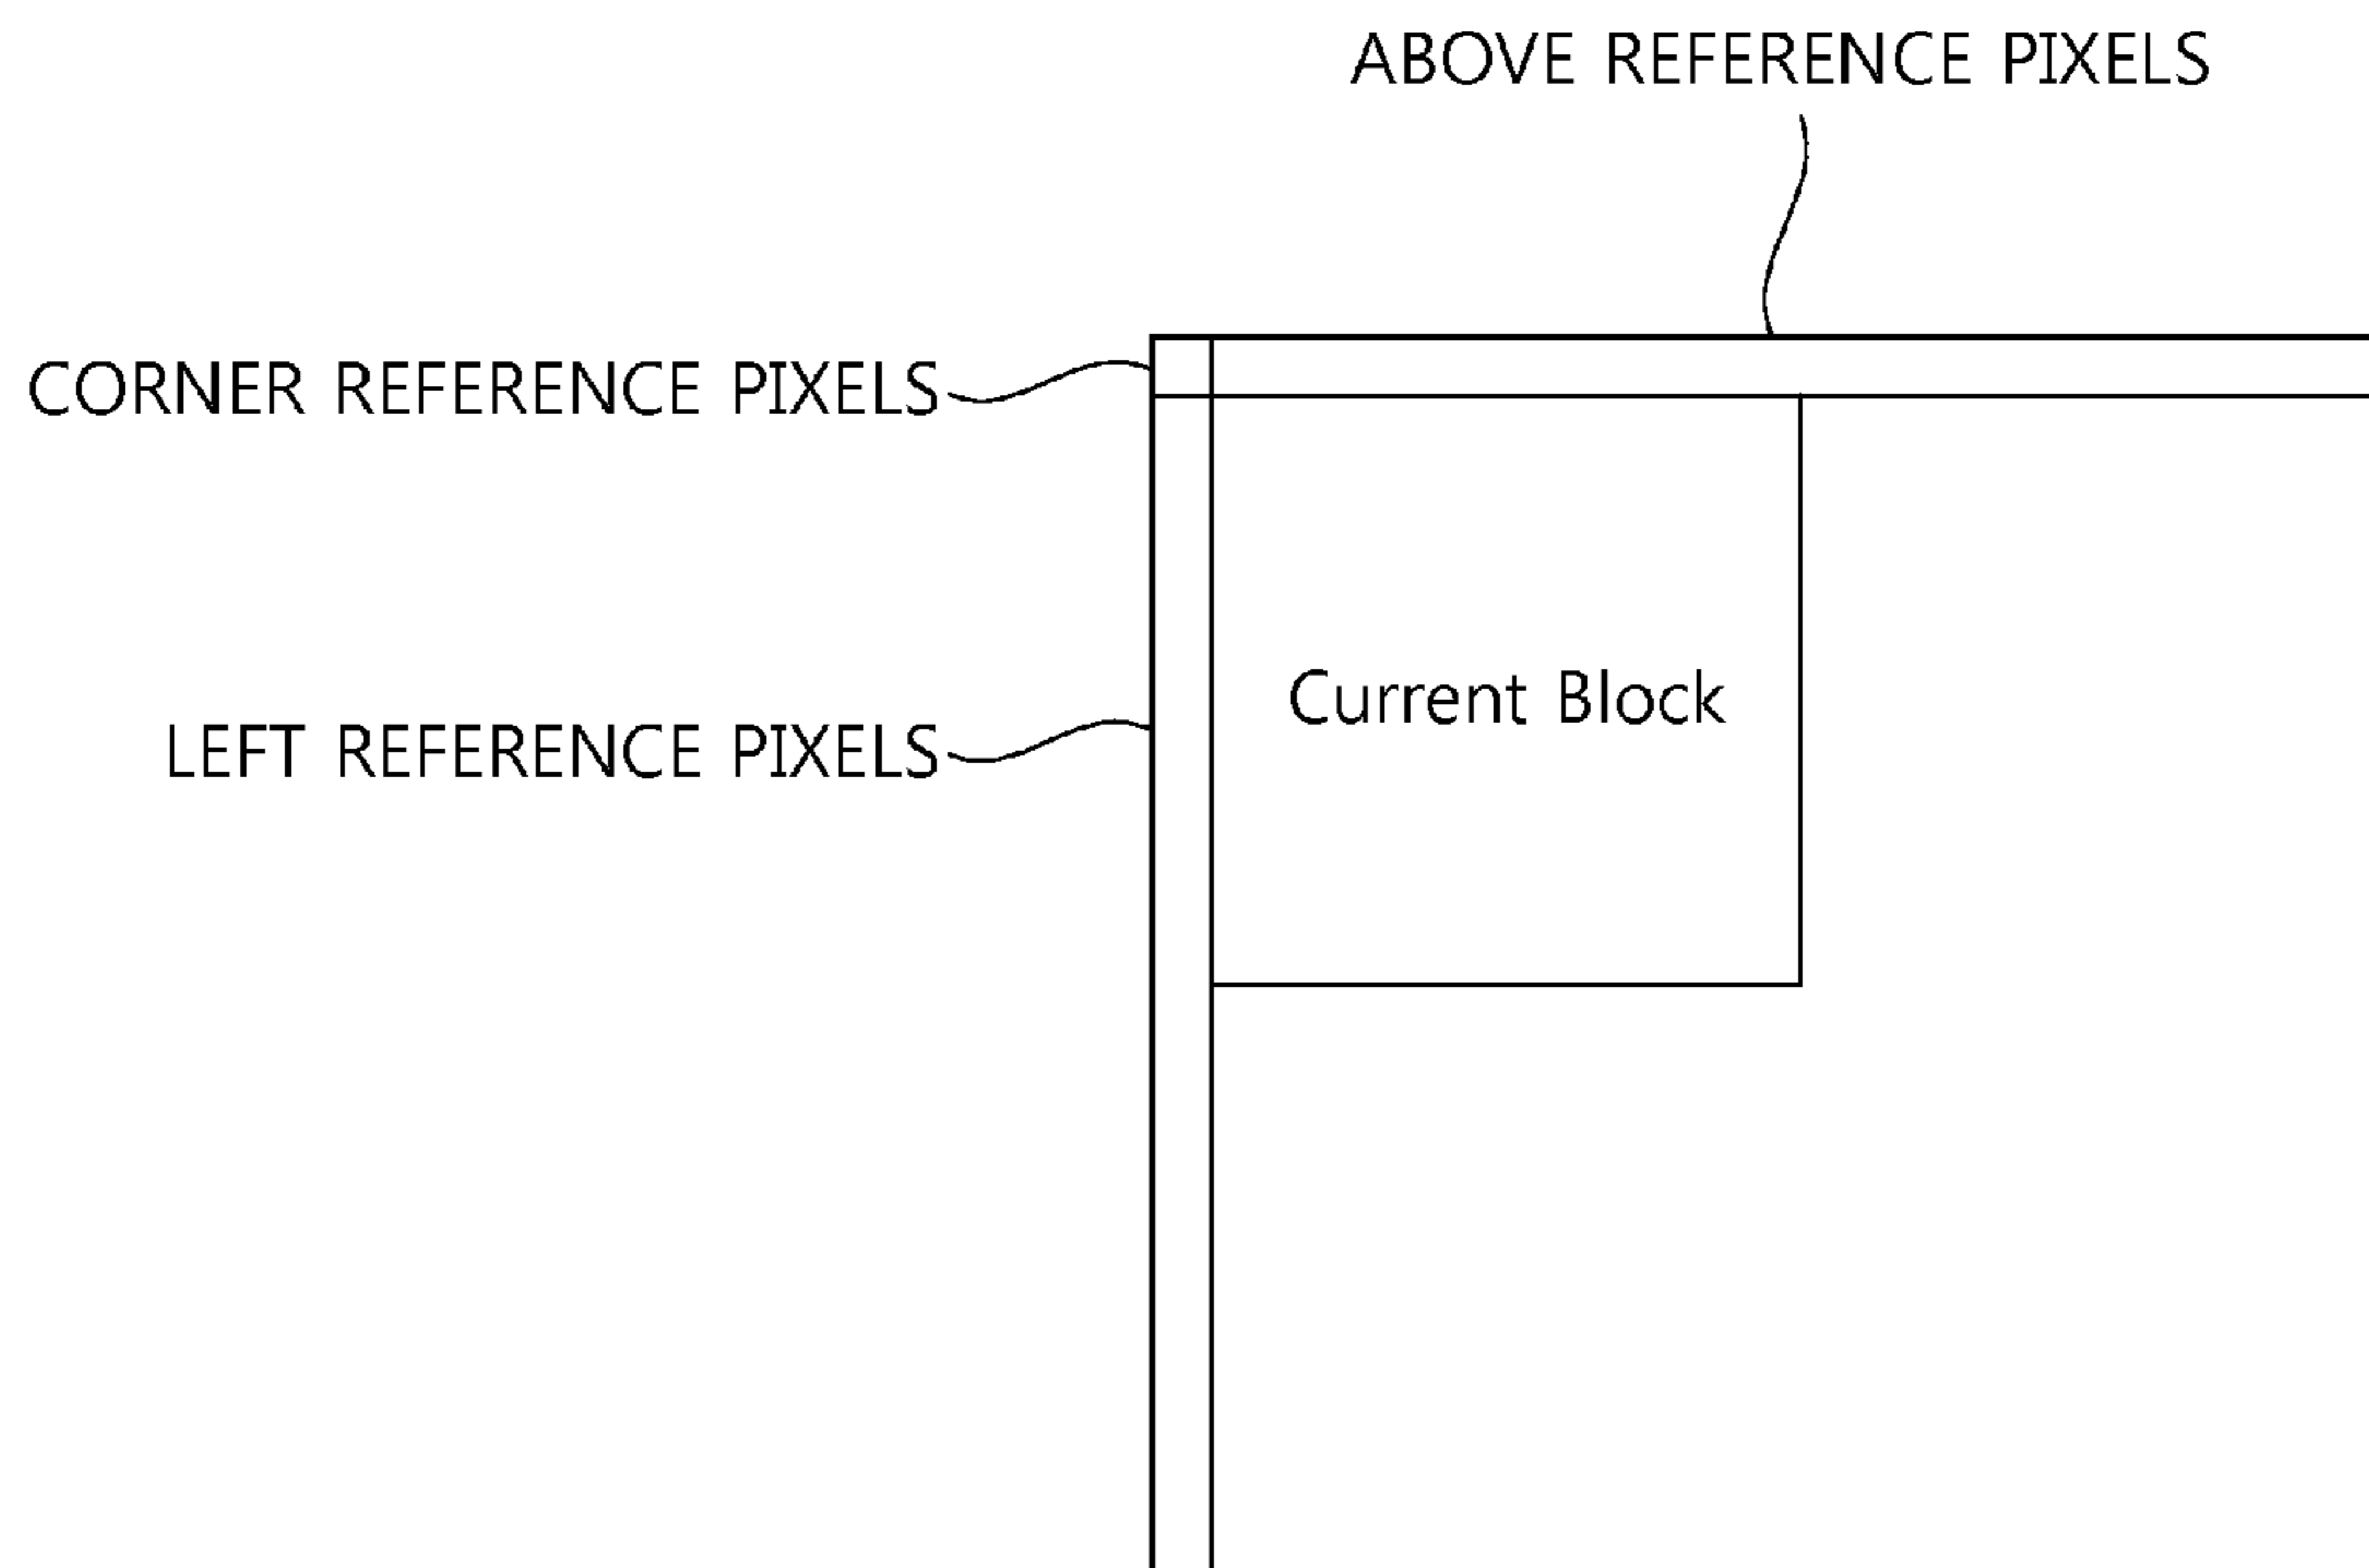 ABOVE REFERENCE PIXELS
CORNER REFERENCE PIXELS
Current Block
LEFT REFERENCE PIXELS